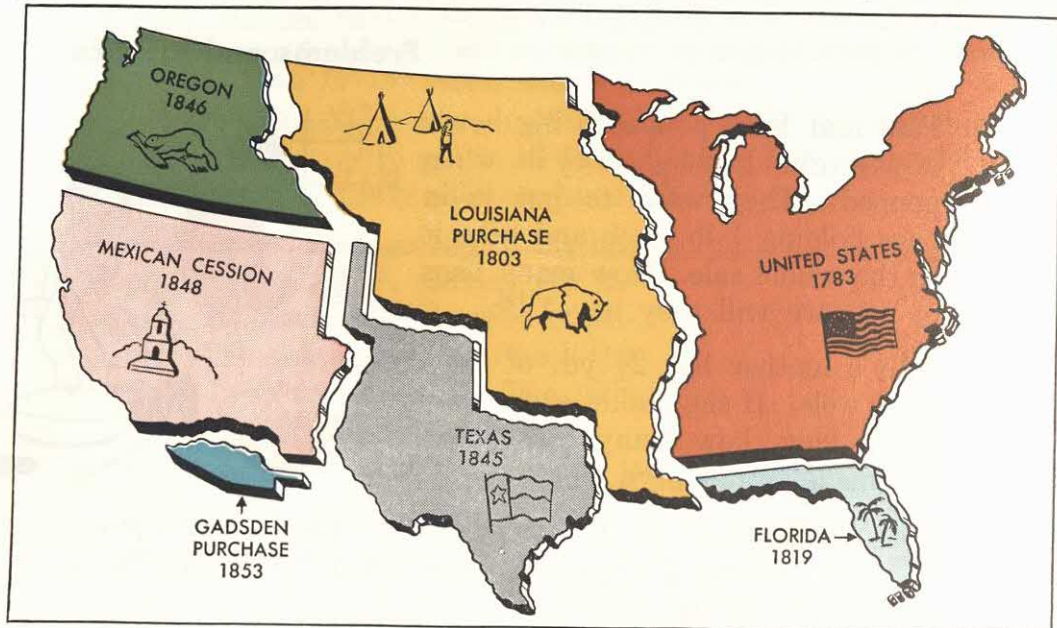 OREGON
1846
LOUISIANA
PURCHASE
1803
UNITED STATES
1783
MEXICAN CESSION
1848
TEXAS
1845
GADSDEN
PURCHASE
1853
FLORIDA
1819